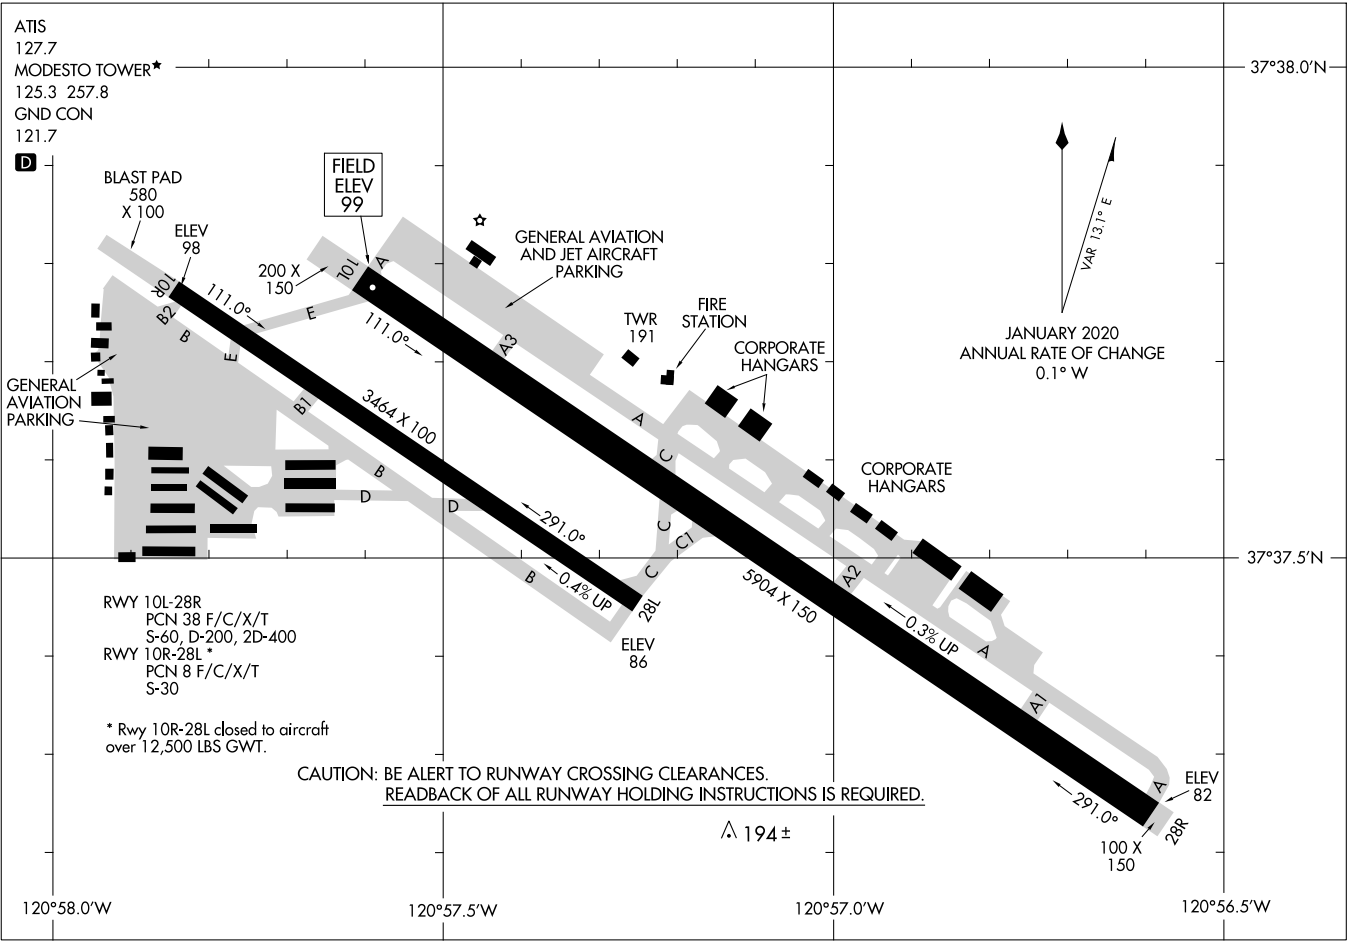 ATIS
127.7
MODESTO TOWER★
125.3 257.8
GND CON
121.7
D
37°38.0'N
BLAST PAD
580
X 100
ELEV
98
FIELD
ELEV
99
200 X
150
10R
10L
A
B2
B
111.0°
E
E
111.0°
GENERAL AVIATION
AND JET AIRCRAFT
PARKING
TWR
191
FIRE
STATION
CORPORATE
HANGARS
VAR 13.1° E
JANUARY 2020
ANNUAL RATE OF CHANGE
0.1° W
GENERAL
AVIATION
PARKING
A3
A
B1
3464 X 100
B
D
D
C
C
C1
C
CORPORATE
HANGARS
291.0°
0.4% UP
B
28L
ELEV
86
37°37.5'N
5904 X 150
A2
0.3% UP
A
A1
A
291.0°
ELEV
82
28R
100 X
150
RWY 10L-28R
PCN 38 F/C/X/T
S-60, D-200, 2D-400
RWY 10R-28L *
PCN 8 F/C/X/T
S-30
* Rwy 10R-28L closed to aircraft
over 12,500 LBS GWT.
CAUTION: BE ALERT TO RUNWAY CROSSING CLEARANCES.
READBACK OF ALL RUNWAY HOLDING INSTRUCTIONS IS REQUIRED.
194 ±
120°58.0'W
120°57.5'W
120°57.0'W
120°56.5'W